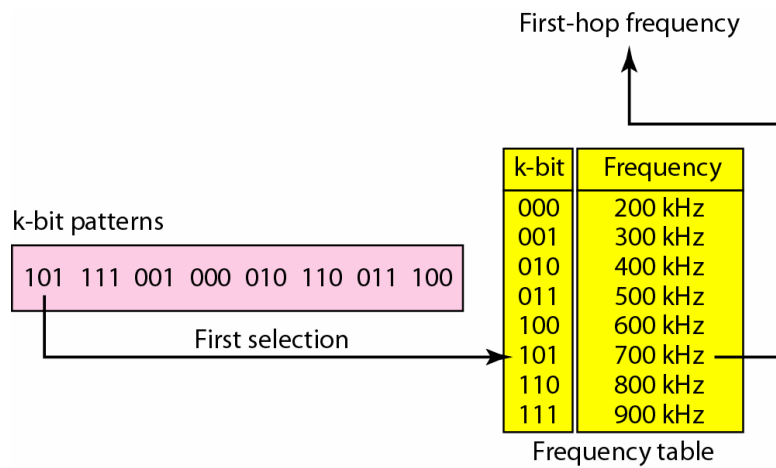 First-hop frequency
k-bit Frequency
000 200 kHz
001 300 kHz
010 400 kHz
011 500 kHz
100 600 kHz
101 700 kHz
110 800 kHz
111 900 kHz
Frequency table
k-bit patterns
101 111 001 000 010 110 011 100
First selection